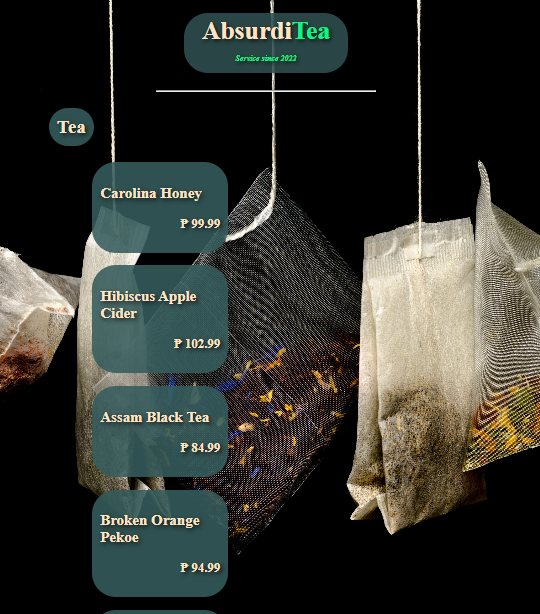 AbsurdiTea
Service since 2022
Tea
Carolina Honey
₱ 99.99
Hibiscus Apple
Cider
₱ 102.99
Assam Black Tea
₱ 84.99
Broken Orange
Pekoe
₱ 94.99